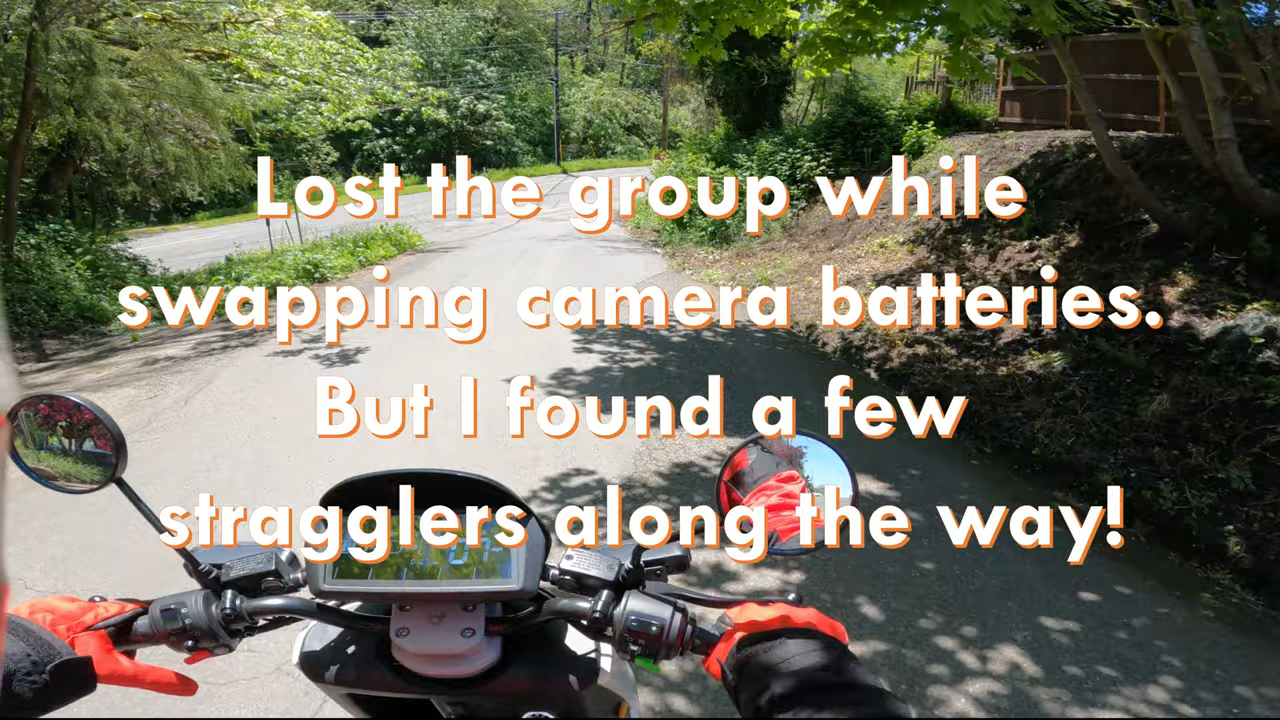 Lost the group while
swapping camera batteries.
But I found a few
stragglers along the way!